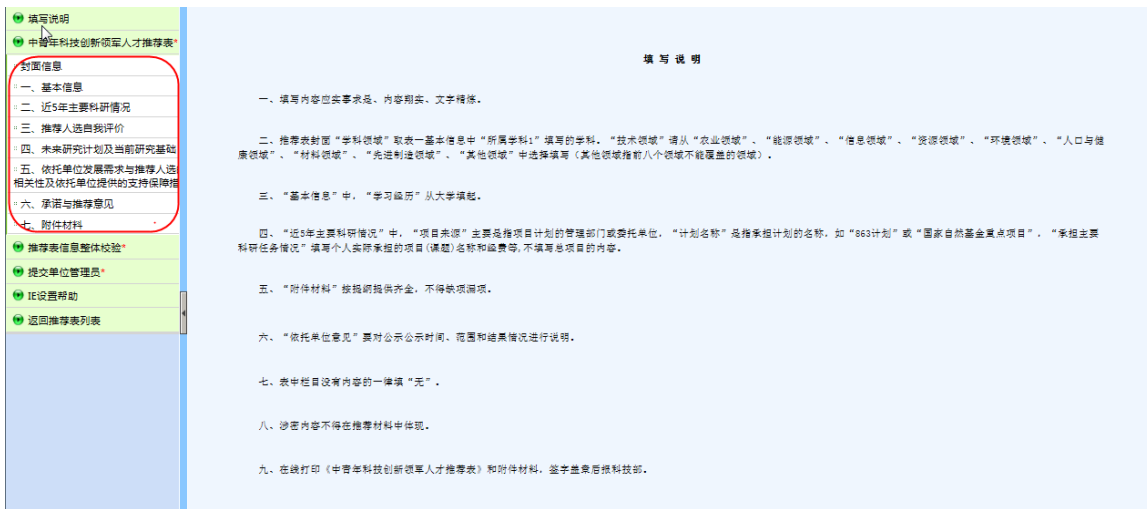 填写说明
中青年科技创新领军人才推荐表*
封面信息
一、基本信息
二、近5年主要科研情况
三、推荐人选自我评价
四、未来研究计划及当前研究基础
五、依托单位发展需求与推荐人选
相关性及依托单位提供的支持保障措
六、承诺与推荐意见
七、附件材料
推荐表信息整体校验*
提交单位管理员*
IE设置帮助
返回推荐表列表
填 写 说 明
一、填写内容应实事求是、内容翔实、文字精炼。
二、推荐表封面“学科领域”取表一基本信息中“所属学科1”填写的学科。“技术领域”请从“农业领域”、“能源领域”、“信息领域”、“资源领域”、“环境领域”、“人口与健
康领域”、“材料领域”、“先进制造领域”、“其他领域”中选择填写（其他领域指前八个领域不能覆盖的领域）。
三、“基本信息”中，“学习经历”从大学填起。
四、“近5年主要科研情况”中，“项目来源”主要是指项目计划的管理部门或委托单位，“计划名称”是指承担计划的名称，如“863计划”或“国家自然基金重点项目”，“承担主要
科研任务情况”填写个人实际承担的项目(课题)名称和经费等,不填写总项目的内容。
五、“附件材料”按提纲提供齐全，不得缺项漏项。
六、“依托单位意见”要对公示公示时间、范围和结果情况进行说明。
七、表中栏目没有内容的一律填“无”。
八、涉密内容不得在推荐材料中体现。
九、在线打印《中青年科技创新领军人才推荐表》和附件材料，签字盖章后报科技部。